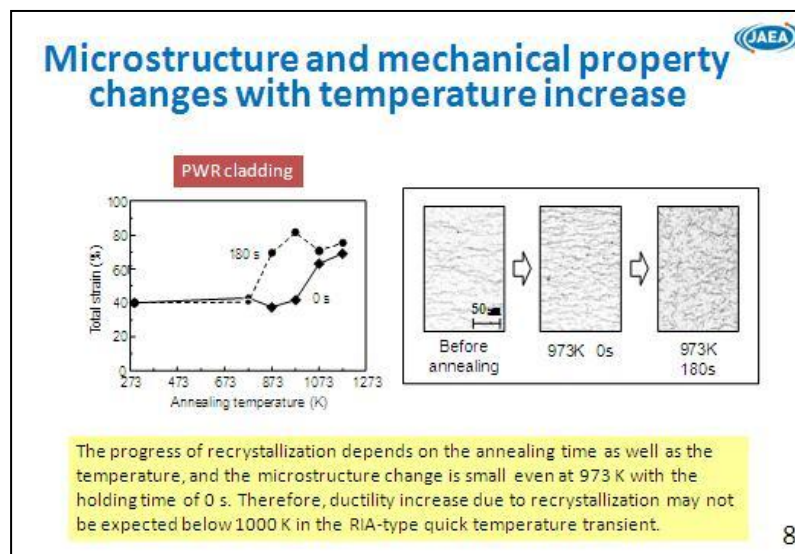 JAEA
Microstructure and mechanical property
changes with temperature increase
PWR cladding
100
80
60
40
20
0
Total strain (%)
180 s
0 s
273 473 673 873 1073 1273
Annealing temperature (K)
50
Before
annealing
973K 0s
973K
180s
The progress of recrystallization depends on the annealing time as well as the
temperature, and the microstructure change is small even at 973 K with the
holding time of 0 s. Therefore, ductility increase due to recrystallization may not
be expected below 1000 K in the RIA-type quick temperature transient.
8